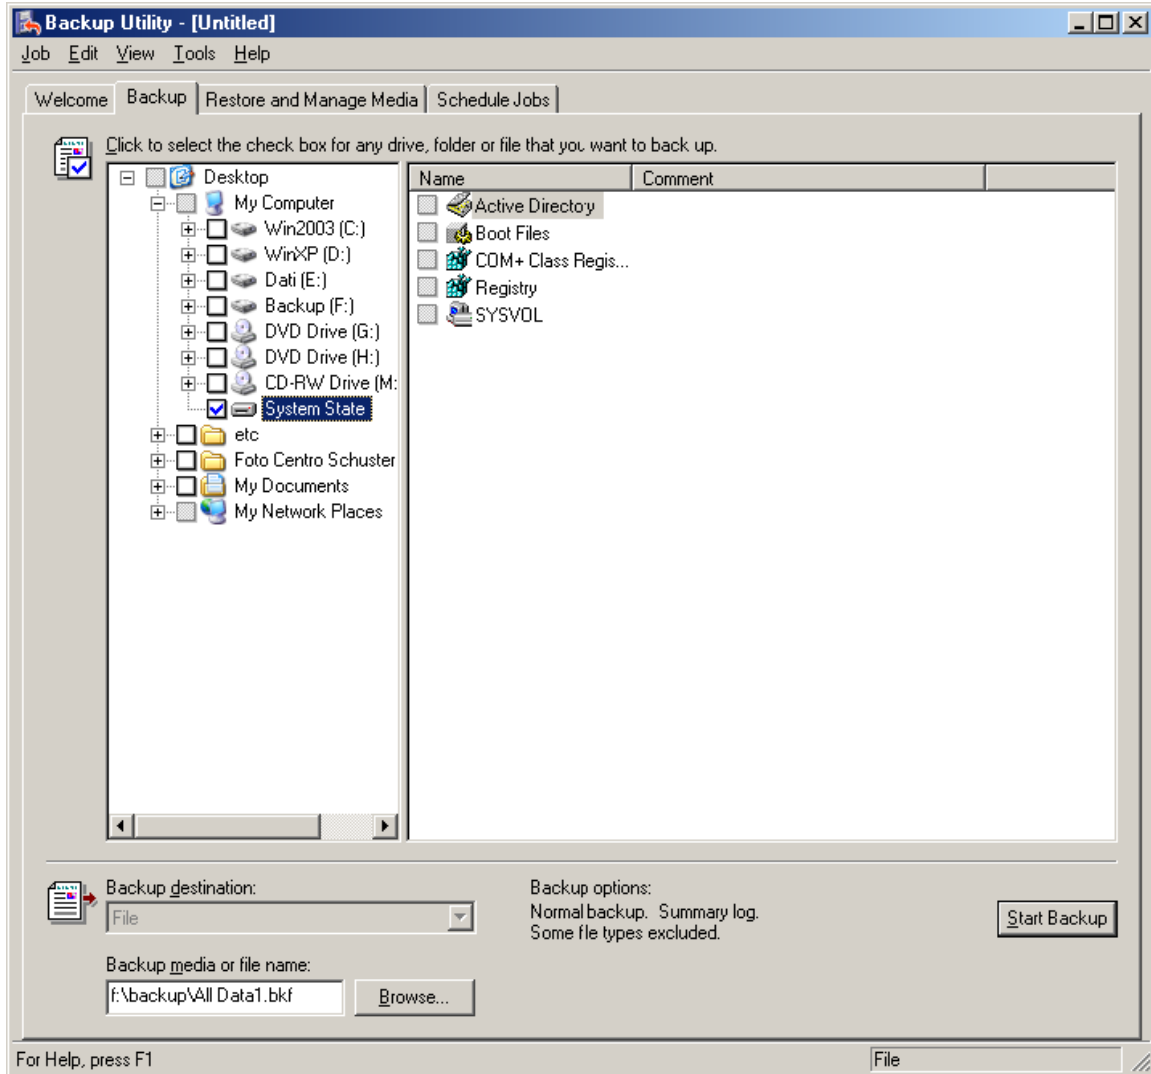 Backup Utility - [Untitled]
Job Edit View Tools Help
Welcome Backup Restore and Manage Media Schedule Jobs
Click to select the check box for any drive, folder or file that you want to back up.
Desktop
My Computer
Win2003 (C:)
WinXP (D:)
Dati (E:)
Backup (F:)
DVD Drive (G:)
DVD Drive (H:)
CD-RW Drive (M:
System State
etc
Foto Centro Schuster
My Documents
My Network Places
Name Comment
Active Directory
Boot Files
COM+ Class Regis...
Registry
SYSVOL
Backup destination:
File
Backup media or file name:
f:\backup\All Data1.bkf
Browse...
Backup options:
Normal backup. Summary log.
Some file types excluded.
Start Backup
For Help, press F1
File